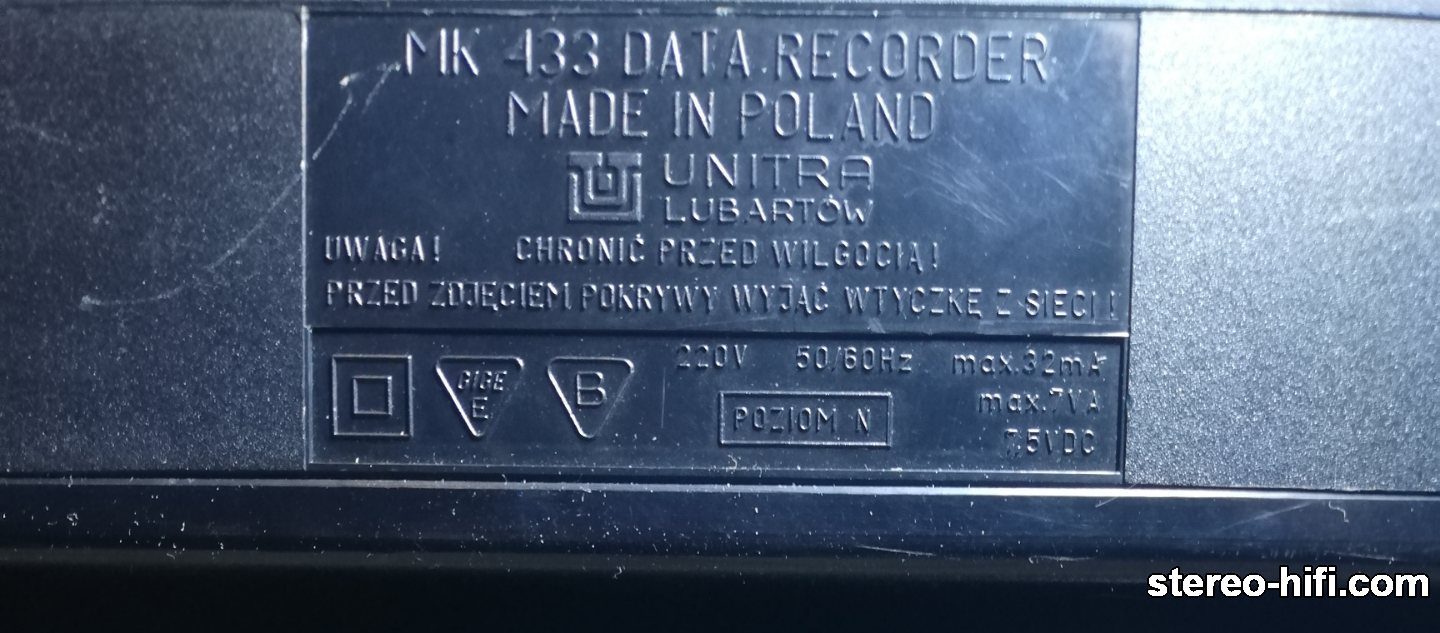 MK 433 DATA RECORDER
MADE IN POLAND
UNITRA
LUBARTÓW
UWAGA! CHRONIĆ PRZED WILGOCIĄ!
PRZED ZDJĘCIEM POKRYWY WYJĄĆ WTYCZKĘ Z SIECI!
GIGE
E
B
220V 50/60Hz max.32mA
max.7VA
POZIOM N
7,5VDC
stereo-hifi.com